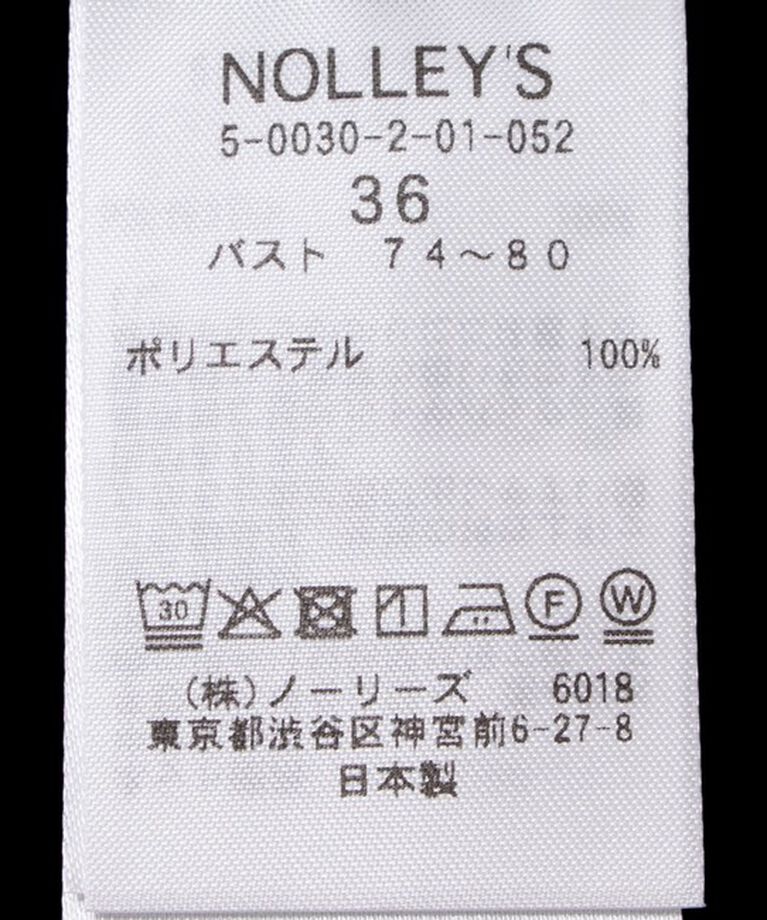 NOLLEY'S
5-0030-2-01-052
36
バスト 74～80
ポリエステル 100%
30 F W
(株)ノーリーズ 6018
東京都渋谷区神宮前6-27-8
日本製